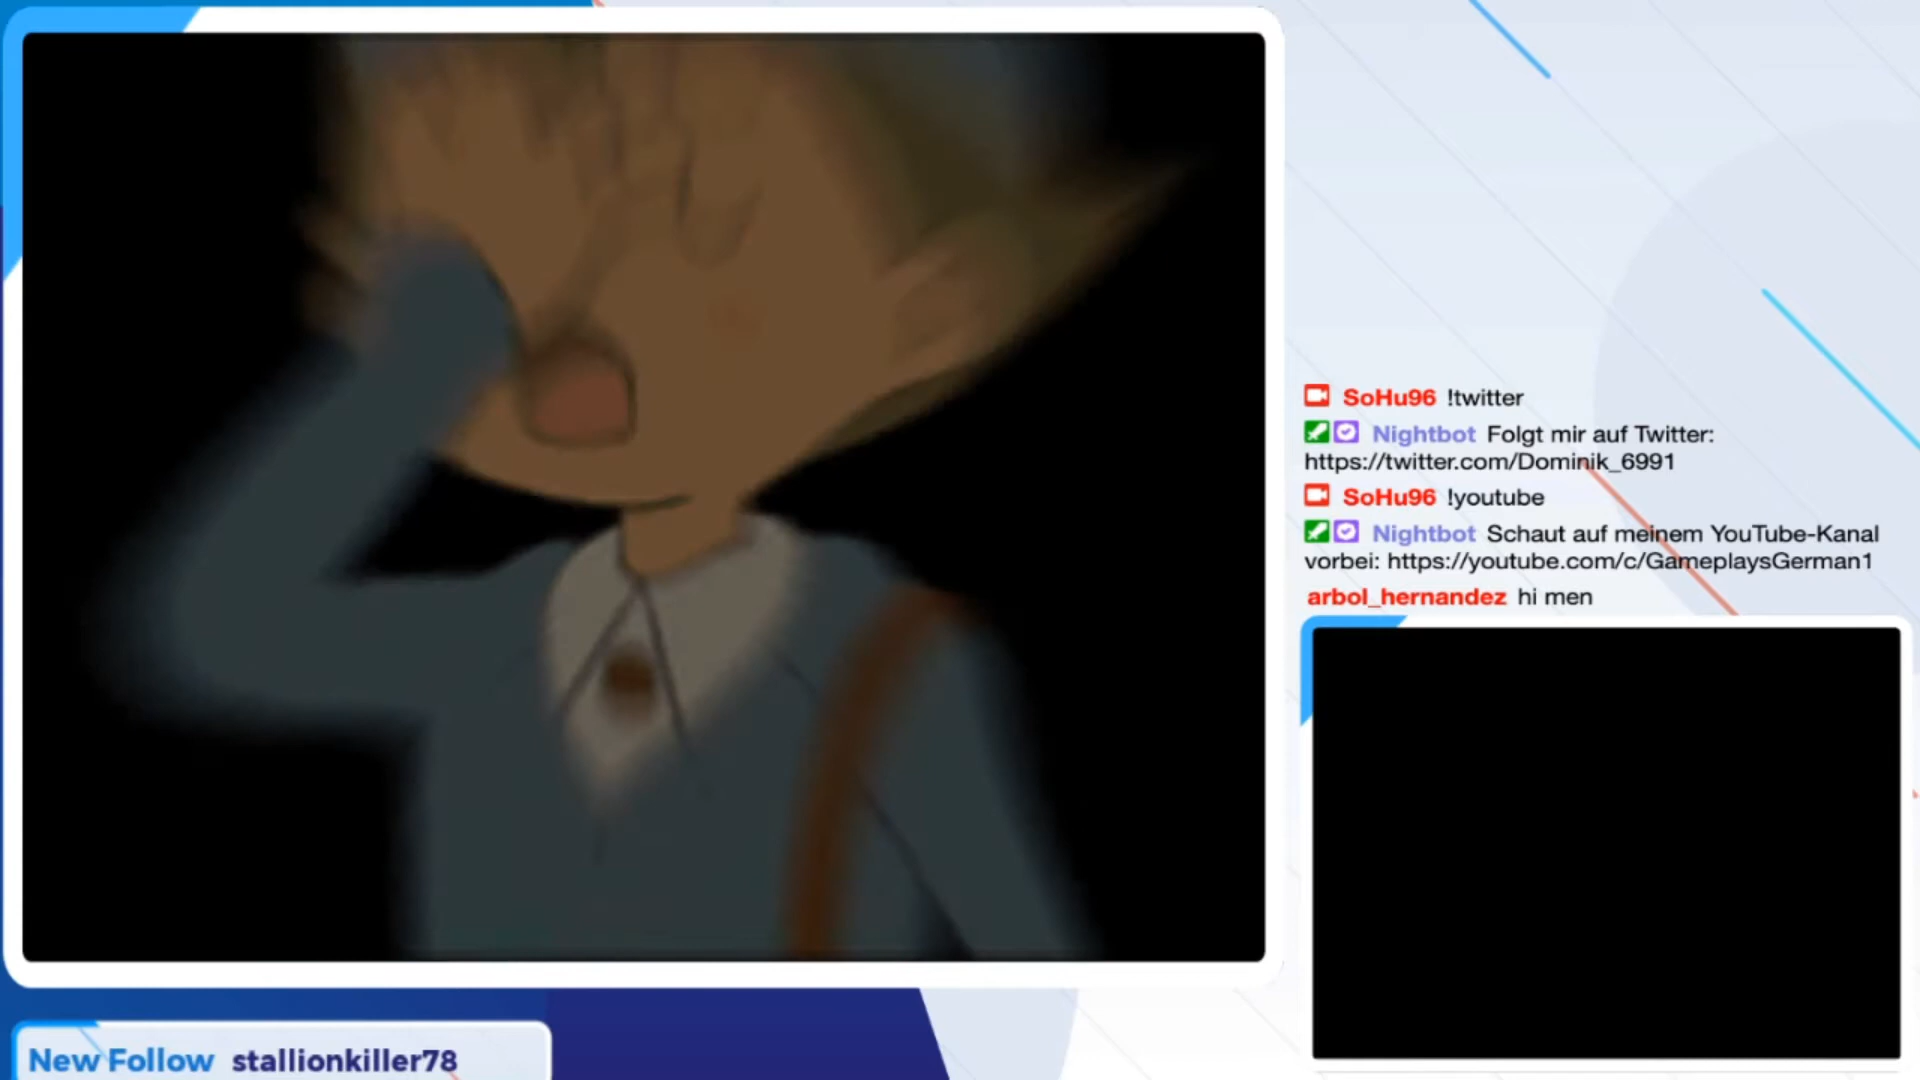 SoHu96 !twitter
Nightbot Folgt mir auf Twitter:
https://twitter.com/Dominik_6991
SoHu96 !youtube
Nightbot Schaut auf meinem YouTube-Kanal
vorbei: https://youtube.com/c/GameplaysGerman1
arbol_hernandez hi men
New Follow stallionkiller78